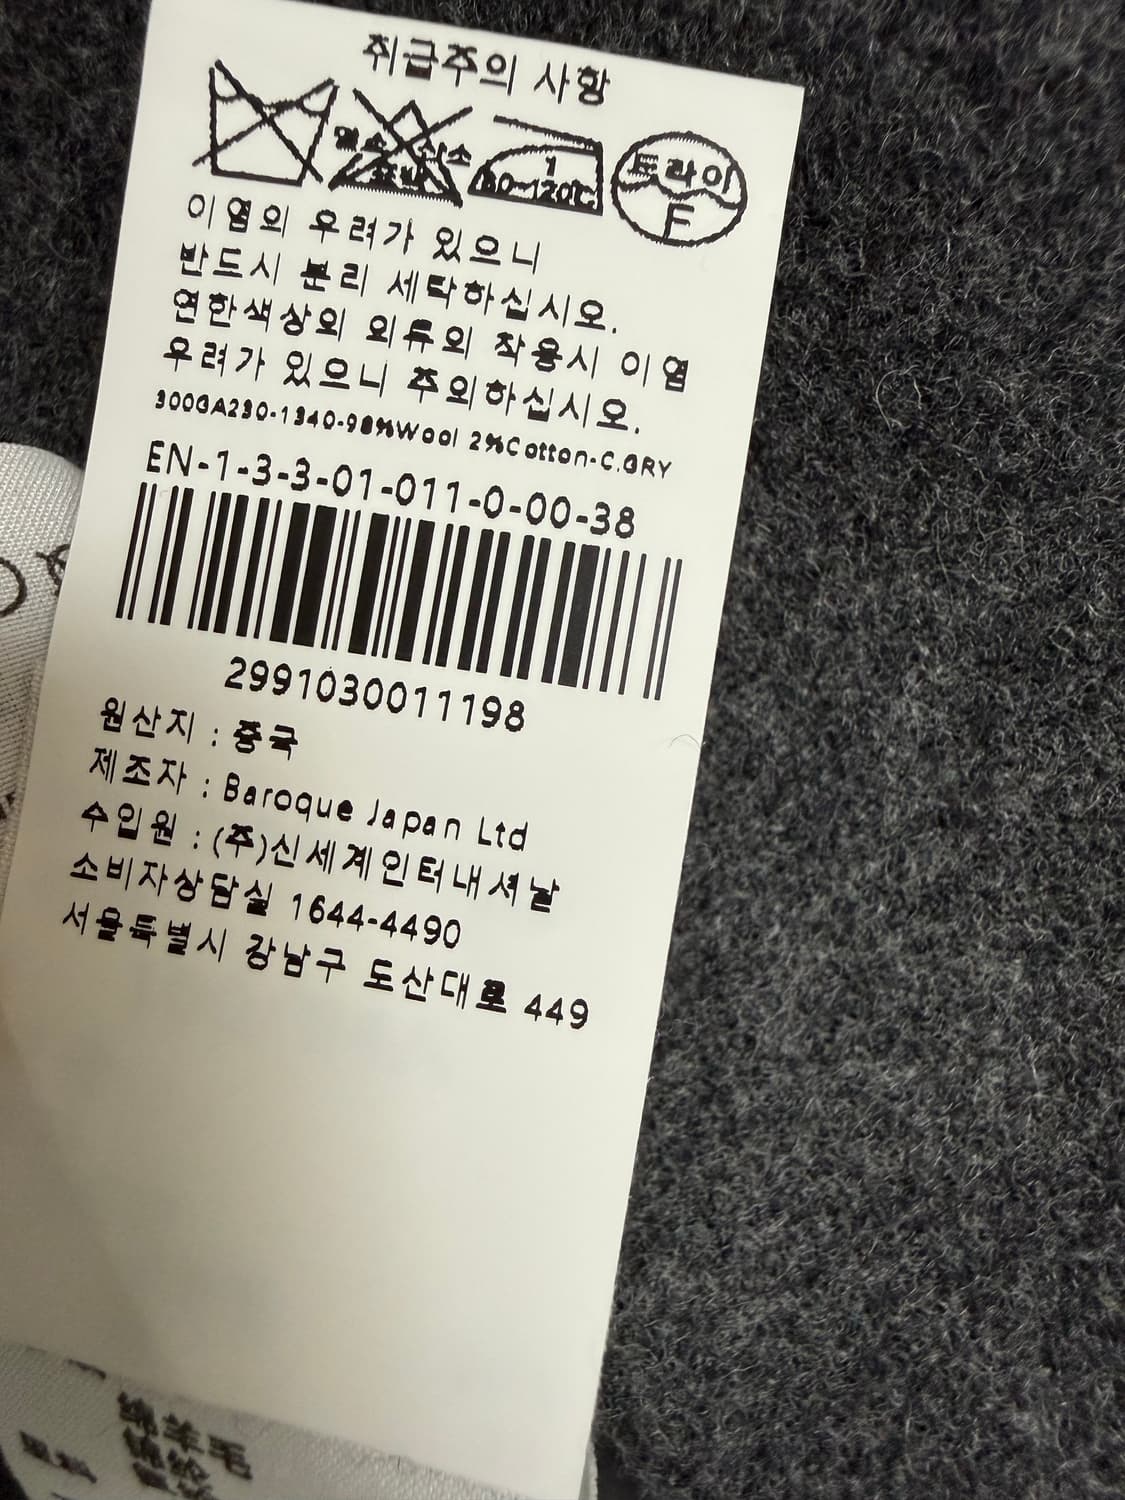 취급주의 사항
염소 산소 표백
1
80~120℃
드라이
F
이염의 우려가 있으니
반드시 분리 세탁하십시오.
연한색상의 의류의 착용시 이염
우려가 있으니 주의하십시오.
300GA230-1340-98%Wool 2%Cotton-C.GRY
EN-1-3-3-01-011-0-00-38
2991030011198
원산지 : 중국
제조자 : Baroque Japan Ltd
수입원 : (주)신세계인터내셔날
소비자상담실 1644-4490
서울특별시 강남구 도산대로 449
绵羊毛